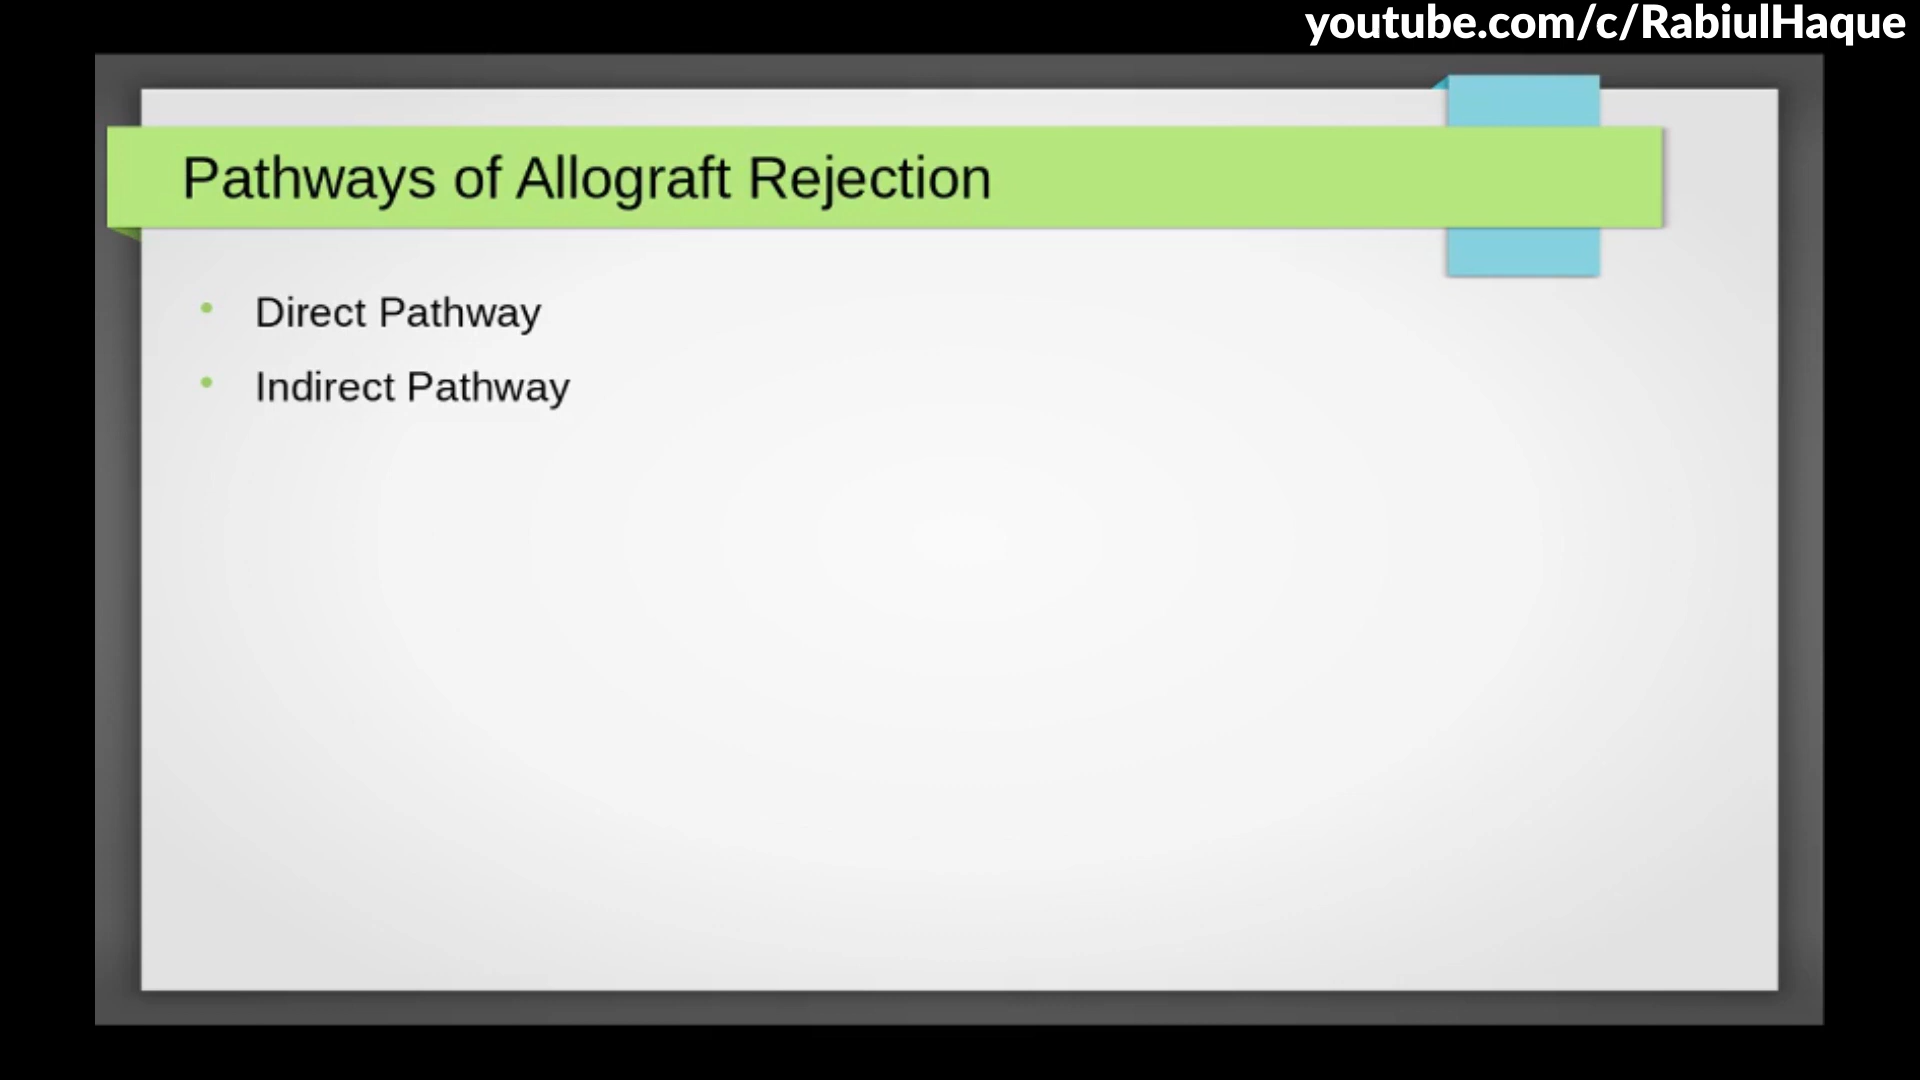 youtube.com/c/RabiulHaque
Pathways of Allograft Rejection
Direct Pathway
Indirect Pathway